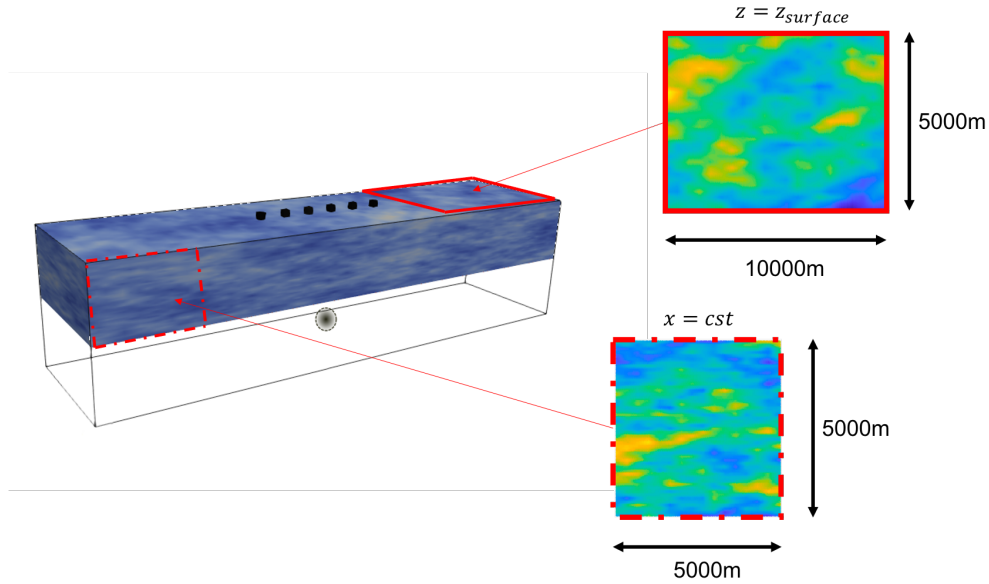 z = z_surface
5000m
10000m
x = cst
5000m
5000m